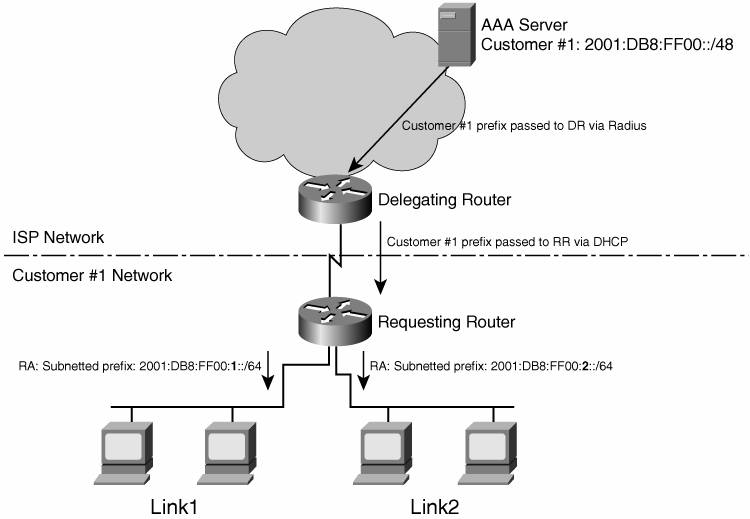 AAA Server
Customer #1: 2001:DB8:FF00::/48
Customer #1 prefix passed to DR via Radius
Delegating Router
ISP Network
Customer #1 prefix passed to RR via DHCP
Customer #1 Network
Requesting Router
RA: Subnetted prefix: 2001:DB8:FF00:1::/64
RA: Subnetted prefix: 2001:DB8:FF00:2::/64
Link1
Link2